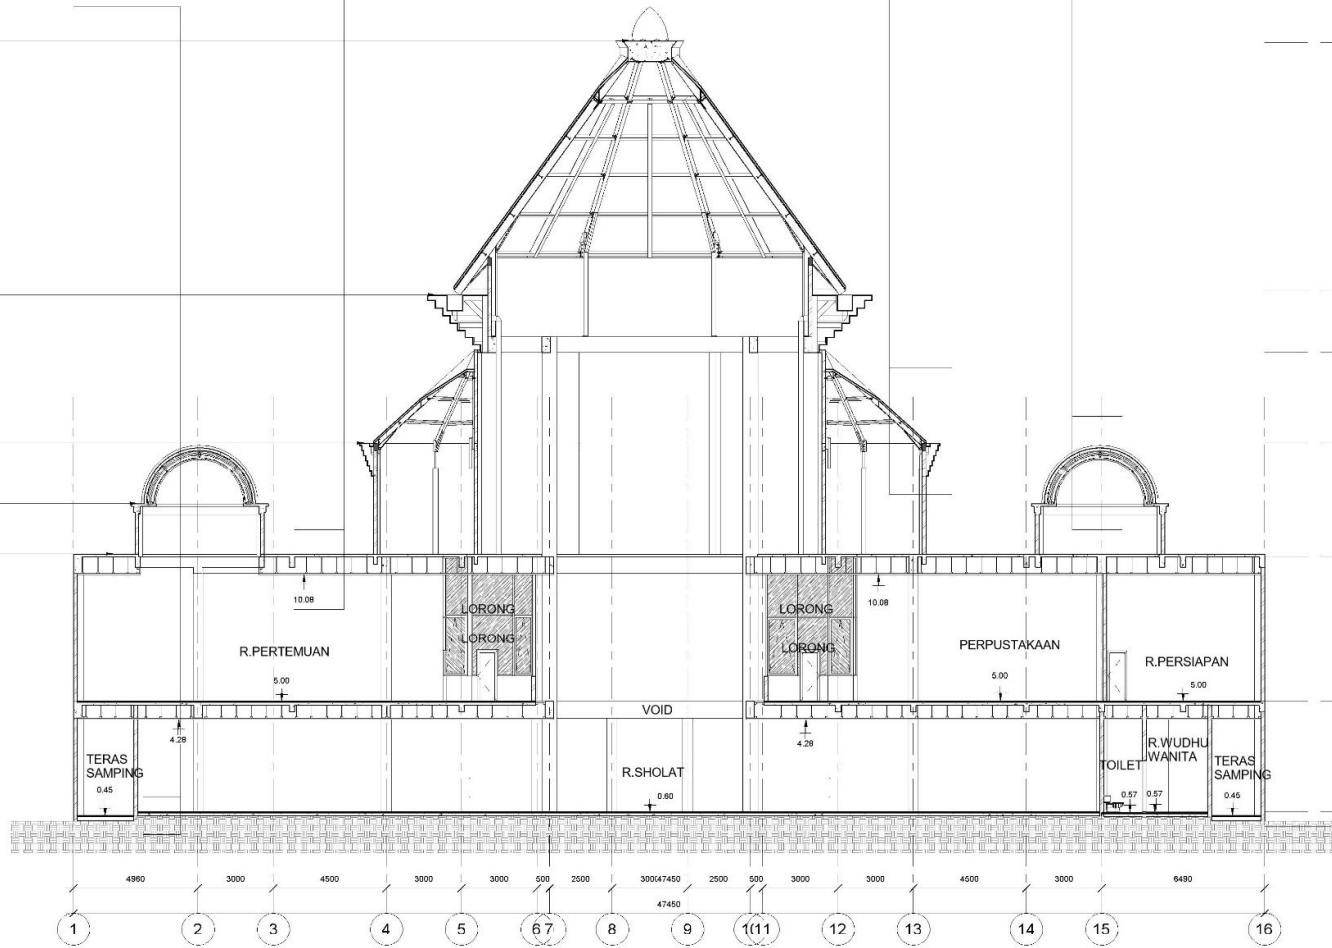 LORONG
LORONG
10.08
10.08
LORONG
LORONG
R.PERTEMUAN
PERPUSTAKAAN
R.PERSIAPAN
5.00
5.00
5.00
VOID
4.28
4.28
TERAS
SAMPING
0.45
R.SHOLAT
0.60
TOILET
0.57
R.WUDHU
WANITA
0.57
TERAS
SAMPING
0.45
4960 3000 4500 3000 3000 500 2500 300047450 2500 500 3000 3000 4500 3000 6490
47450
1 2 3 4 5 6 7 8 9 10 11 12 13 14 15 16